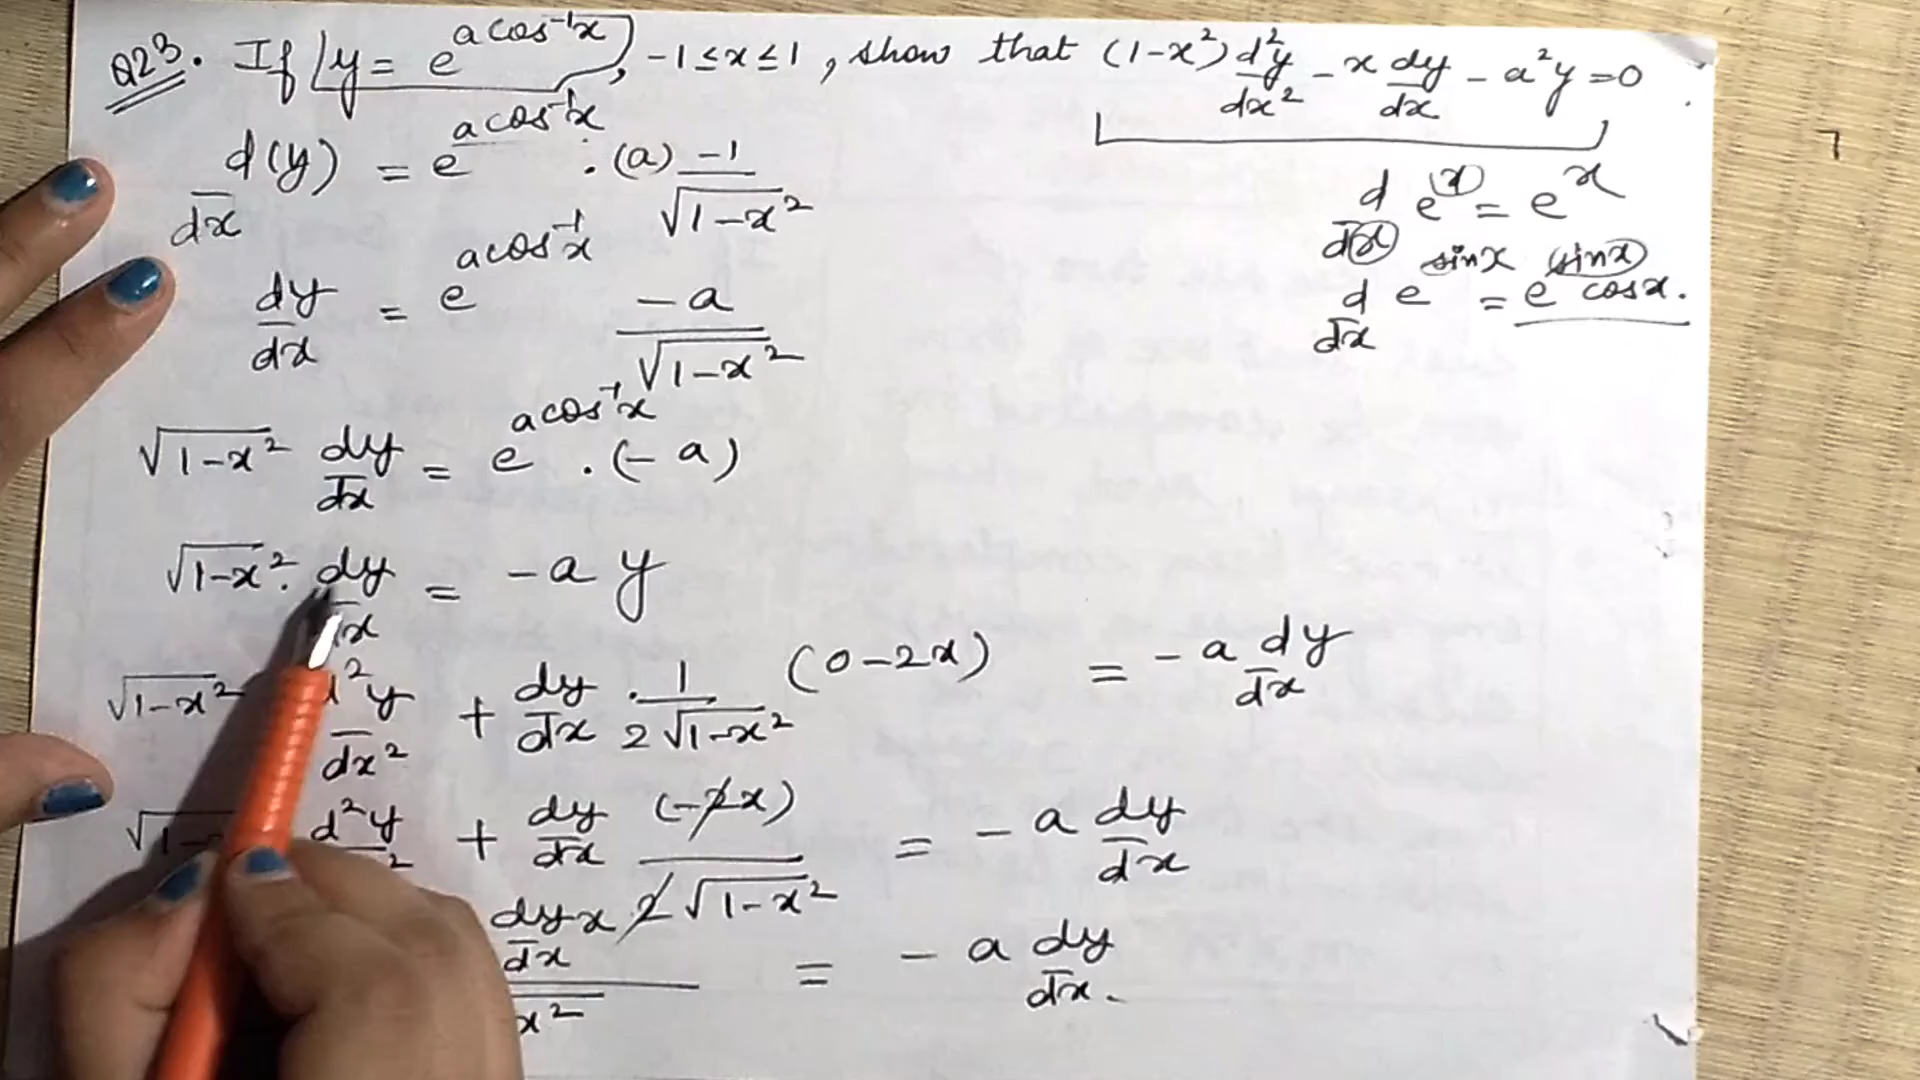 Q23. If y = e^(a cos⁻¹x), -1 ≤ x ≤ 1, show that (1-x²) d²y/dx² - x dy/dx - a²y = 0
d(y)/dx = e^(a cos⁻¹x) . (a) -1/√(1-x²)
d/dx e^x = e^x
dy/dx = e^(a cos⁻¹x) -a/√(1-x²)
d/dx e^(sinx) = e^(sinx) cosx.
√(1-x²) dy/dx = e^(a cos⁻¹x) . (-a)
√(1-x²) . dy/dx = -a y
√(1-x²) d²y/dx² + dy/dx . 1/(2√(1-x²)) (0-2x) = -a dy/dx
d²y + dy/dx (-2x)/(2√(1-x²)) = -a dy/dx
dy/dx x = -a dy/dx.
x²